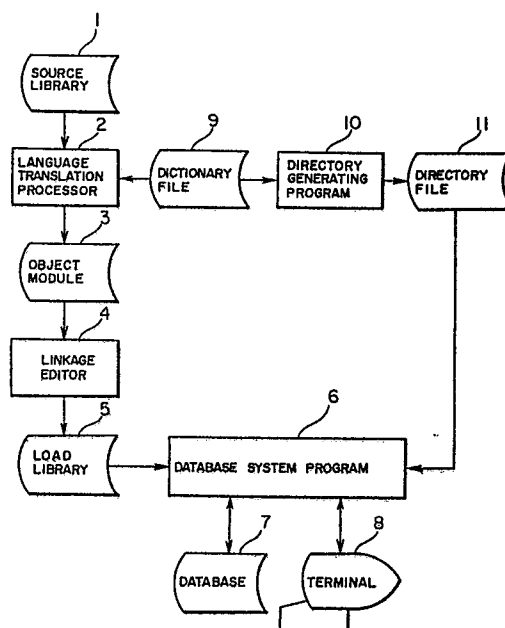 1
SOURCE
LIBRARY
2
LANGUAGE
TRANSLATION
PROCESSOR
9
DICTIONARY
FILE
10
DIRECTORY
GENERATING
PROGRAM
11
DIRECTORY
FILE
3
OBJECT
MODULE
4
LINKAGE
EDITOR
5
LOAD
LIBRARY
6
DATABASE SYSTEM PROGRAM
7
DATABASE
8
TERMINAL